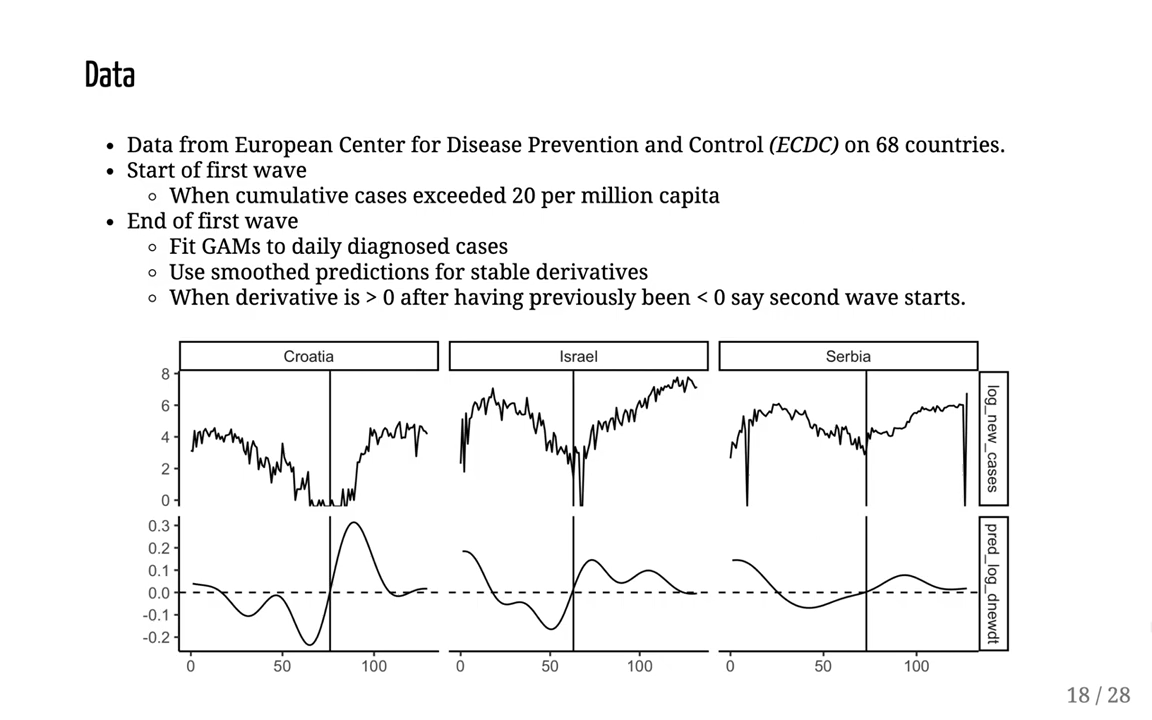 Data
• Data from European Center for Disease Prevention and Control (ECDC) on 68 countries.
• Start of first wave
◦ When cumulative cases exceeded 20 per million capita
• End of first wave
◦ Fit GAMs to daily diagnosed cases
◦ Use smoothed predictions for stable derivatives
◦ When derivative is > 0 after having previously been < 0 say second wave starts.
Croatia Israel Serbia
8
6
4
2
0
log_new_cases
0.3
0.2
0.1
0.0
-0.1
-0.2
pred_log_dnewdt
0 50 100 0 50 100 0 50 100
18 / 28